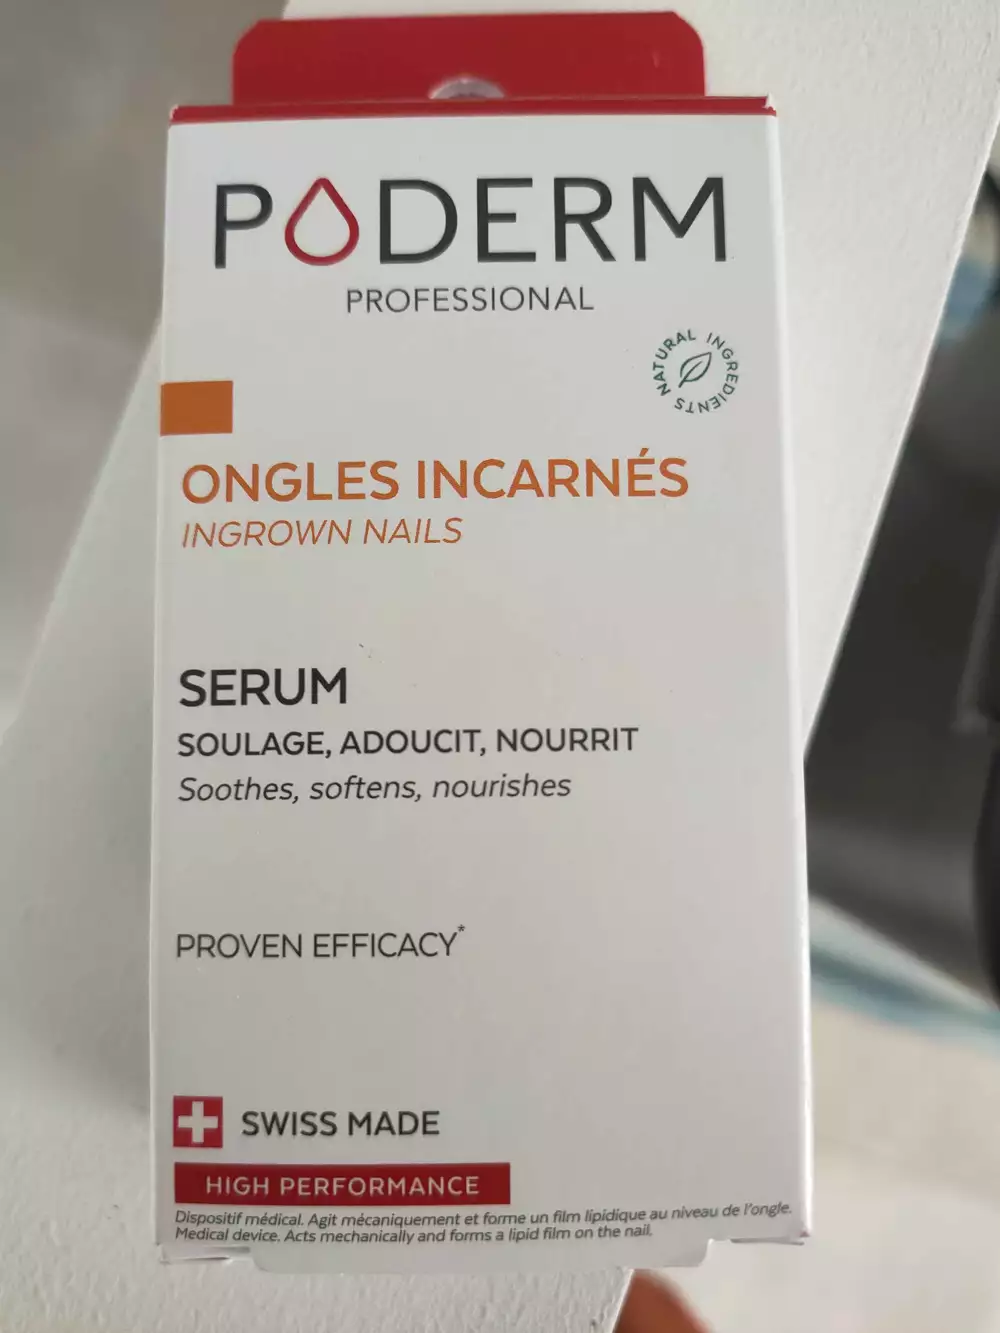 PODERM
PROFESSIONAL
NATURAL INGREDIENTS
ONGLES INCARNÉS
INGROWN NAILS
SERUM
SOULAGE, ADOUCIT, NOURRIT
Soothes, softens, nourishes
PROVEN EFFICACY*
SWISS MADE
HIGH PERFORMANCE
Dispositif médical. Agit mécaniquement et forme un film lipidique au niveau de l'ongle.
Medical device. Acts mechanically and forms a lipid film on the nail.